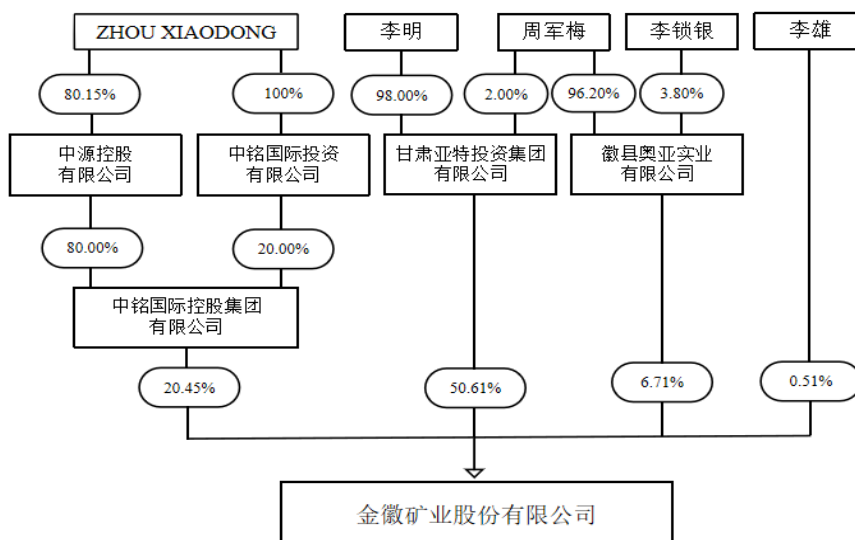 ZHOU XIAODONG
李明
周军梅
李锁银
李雄
80.15%
100%
98.00%
2.00%
96.20%
3.80%
中源控股
有限公司
中铭国际投资
有限公司
甘肃亚特投资集团
有限公司
徽县奥亚实业
有限公司
80.00%
20.00%
中铭国际控股集团
有限公司
20.45%
50.61%
6.71%
0.51%
金徽矿业股份有限公司